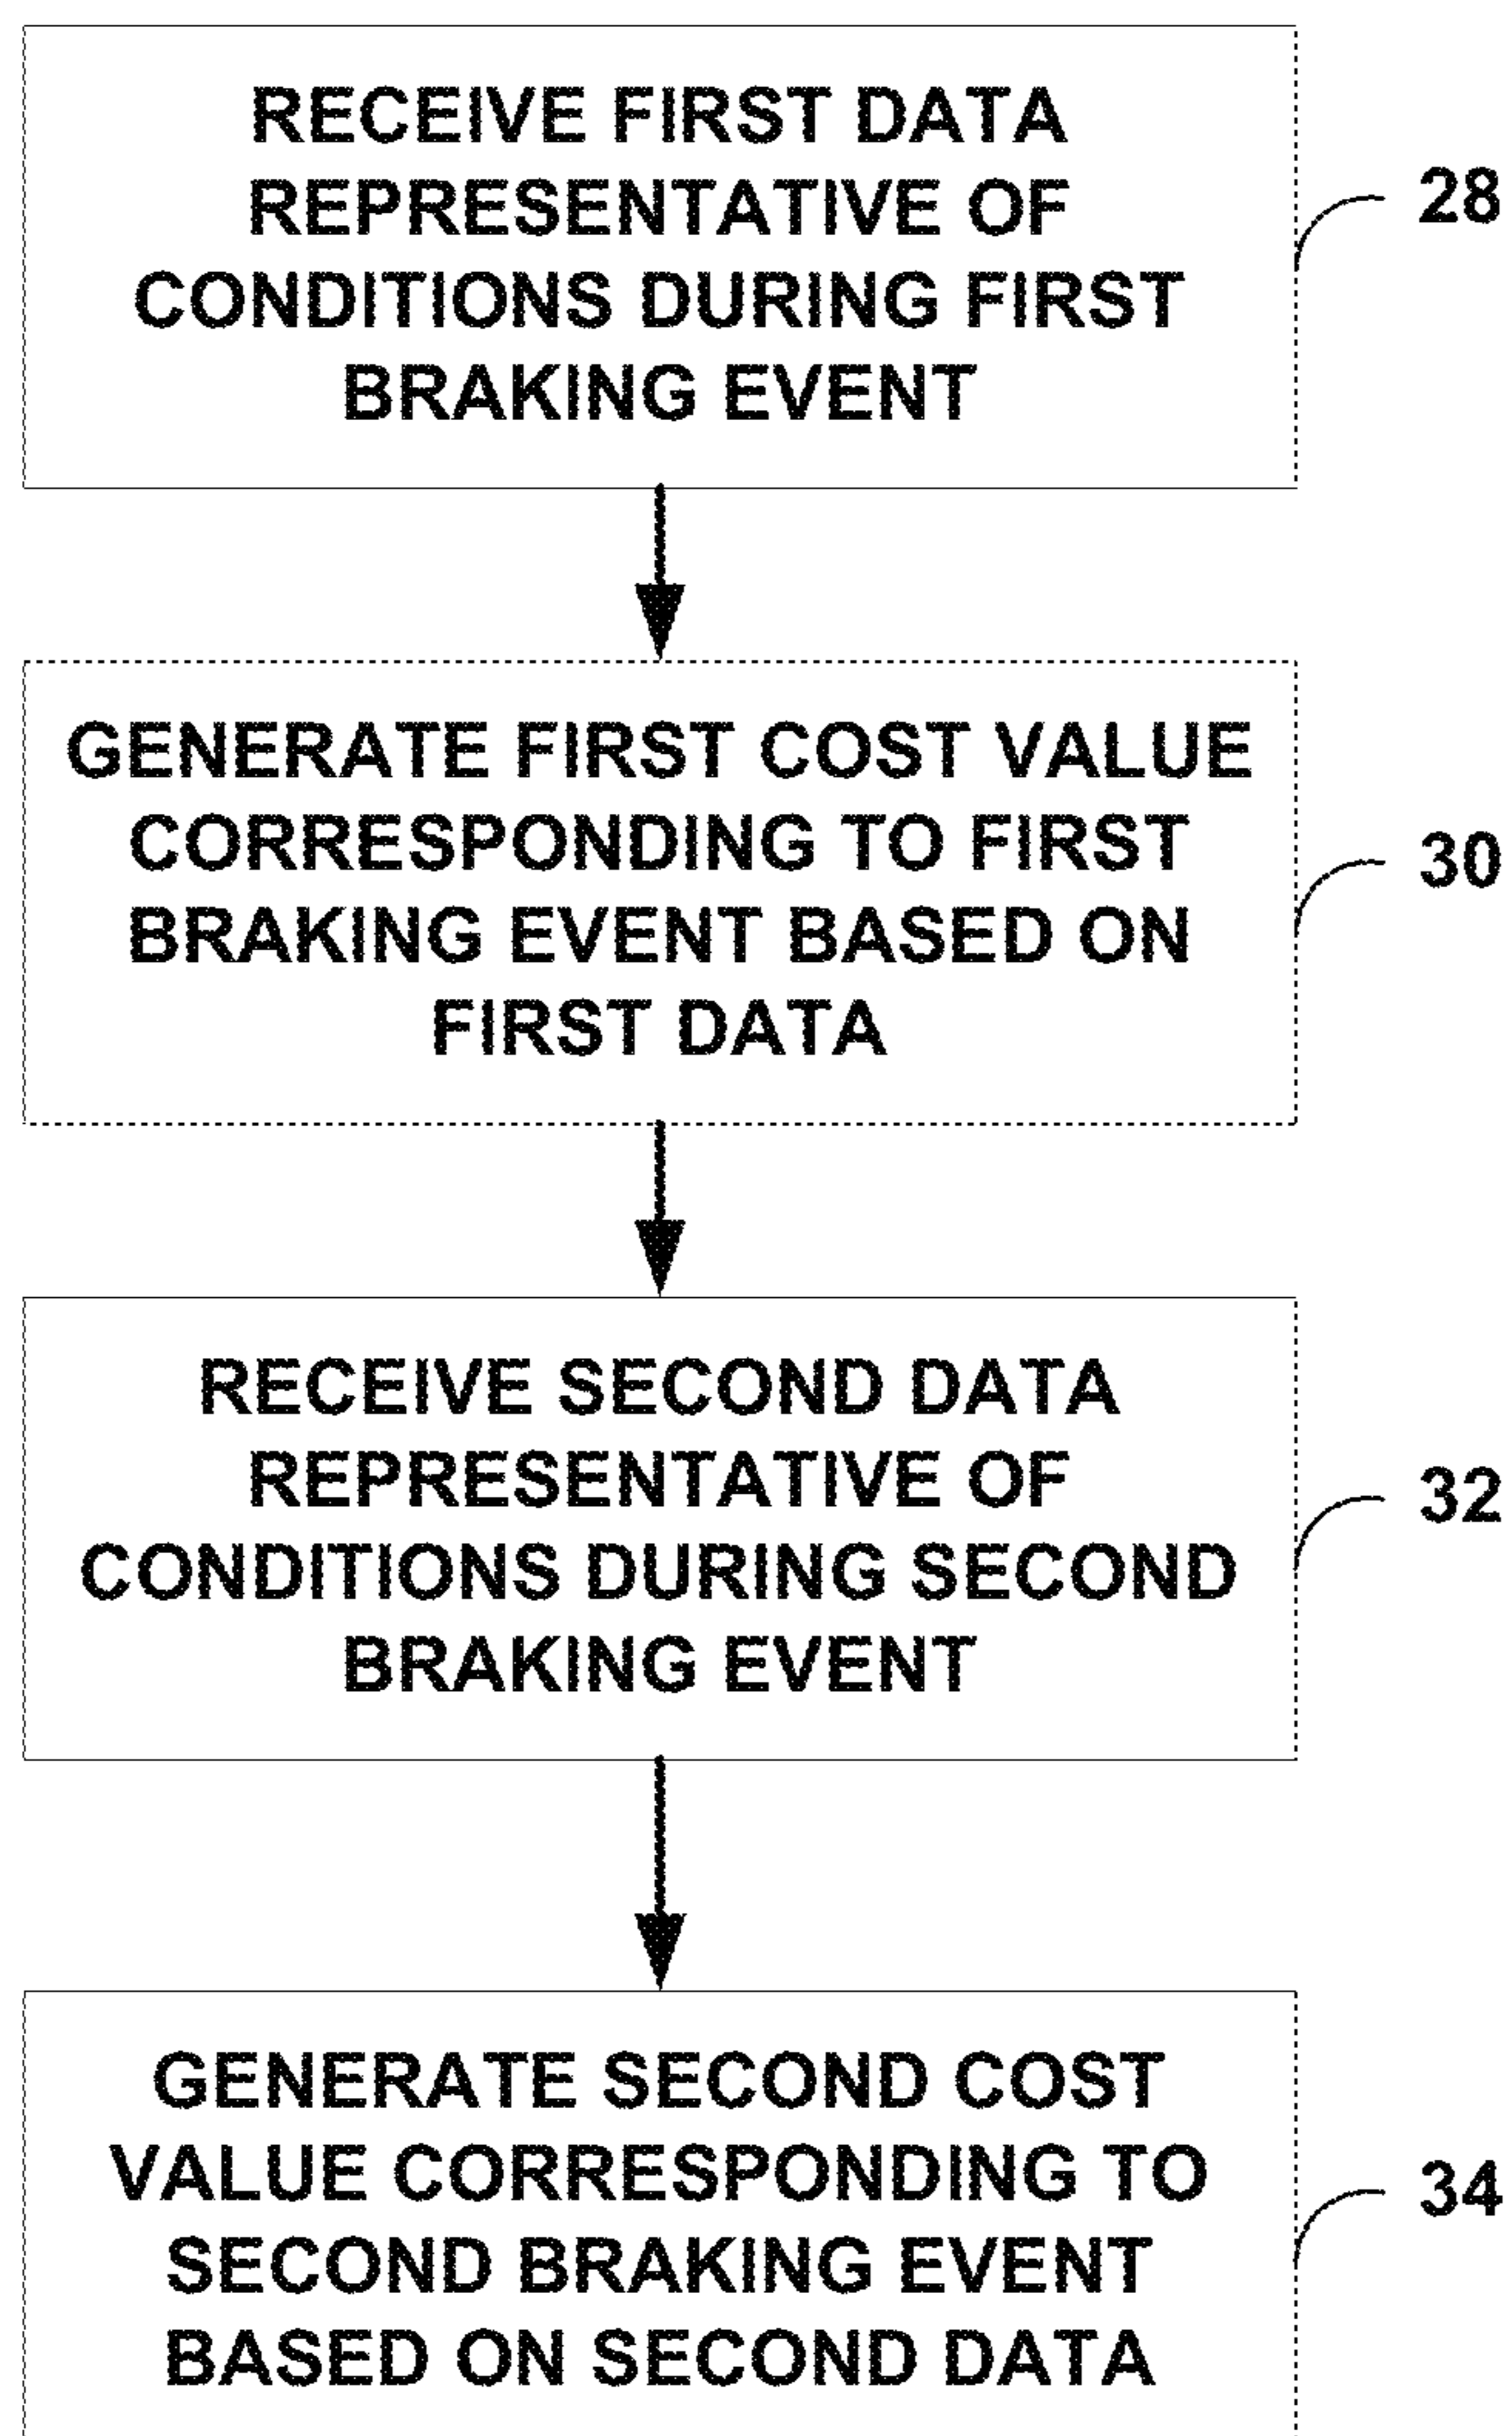 RECEIVE FIRST DATA
REPRESENTATIVE OF
CONDITIONS DURING FIRST
BRAKING EVENT
28
GENERATE FIRST COST VALUE
CORRESPONDING TO FIRST
BRAKING EVENT BASED ON
FIRST DATA
30
RECEIVE SECOND DATA
REPRESENTATIVE OF
CONDITIONS DURING SECOND
BRAKING EVENT
32
GENERATE SECOND COST
VALUE CORRESPONDING TO
SECOND BRAKING EVENT
BASED ON SECOND DATA
34